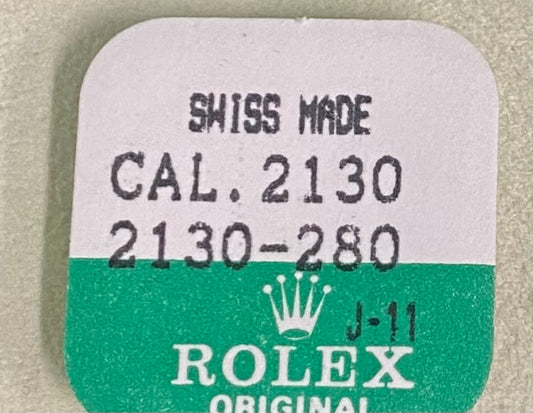 SWISS MADE
CAL. 2130
2130-280
J-11
ROLEX
ORIGINAL